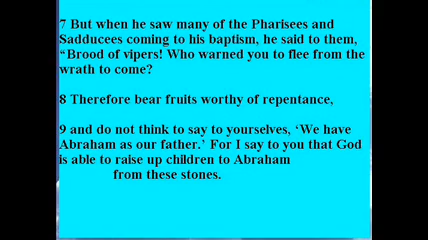 7 But when he saw many of the Pharisees and
Sadducees coming to his baptism, he said to them,
“Brood of vipers! Who warned you to flee from the
wrath to come?
8 Therefore bear fruits worthy of repentance,
9 and do not think to say to yourselves, ‘We have
Abraham as our father.’ For I say to you that God
is able to raise up children to Abraham
from these stones.